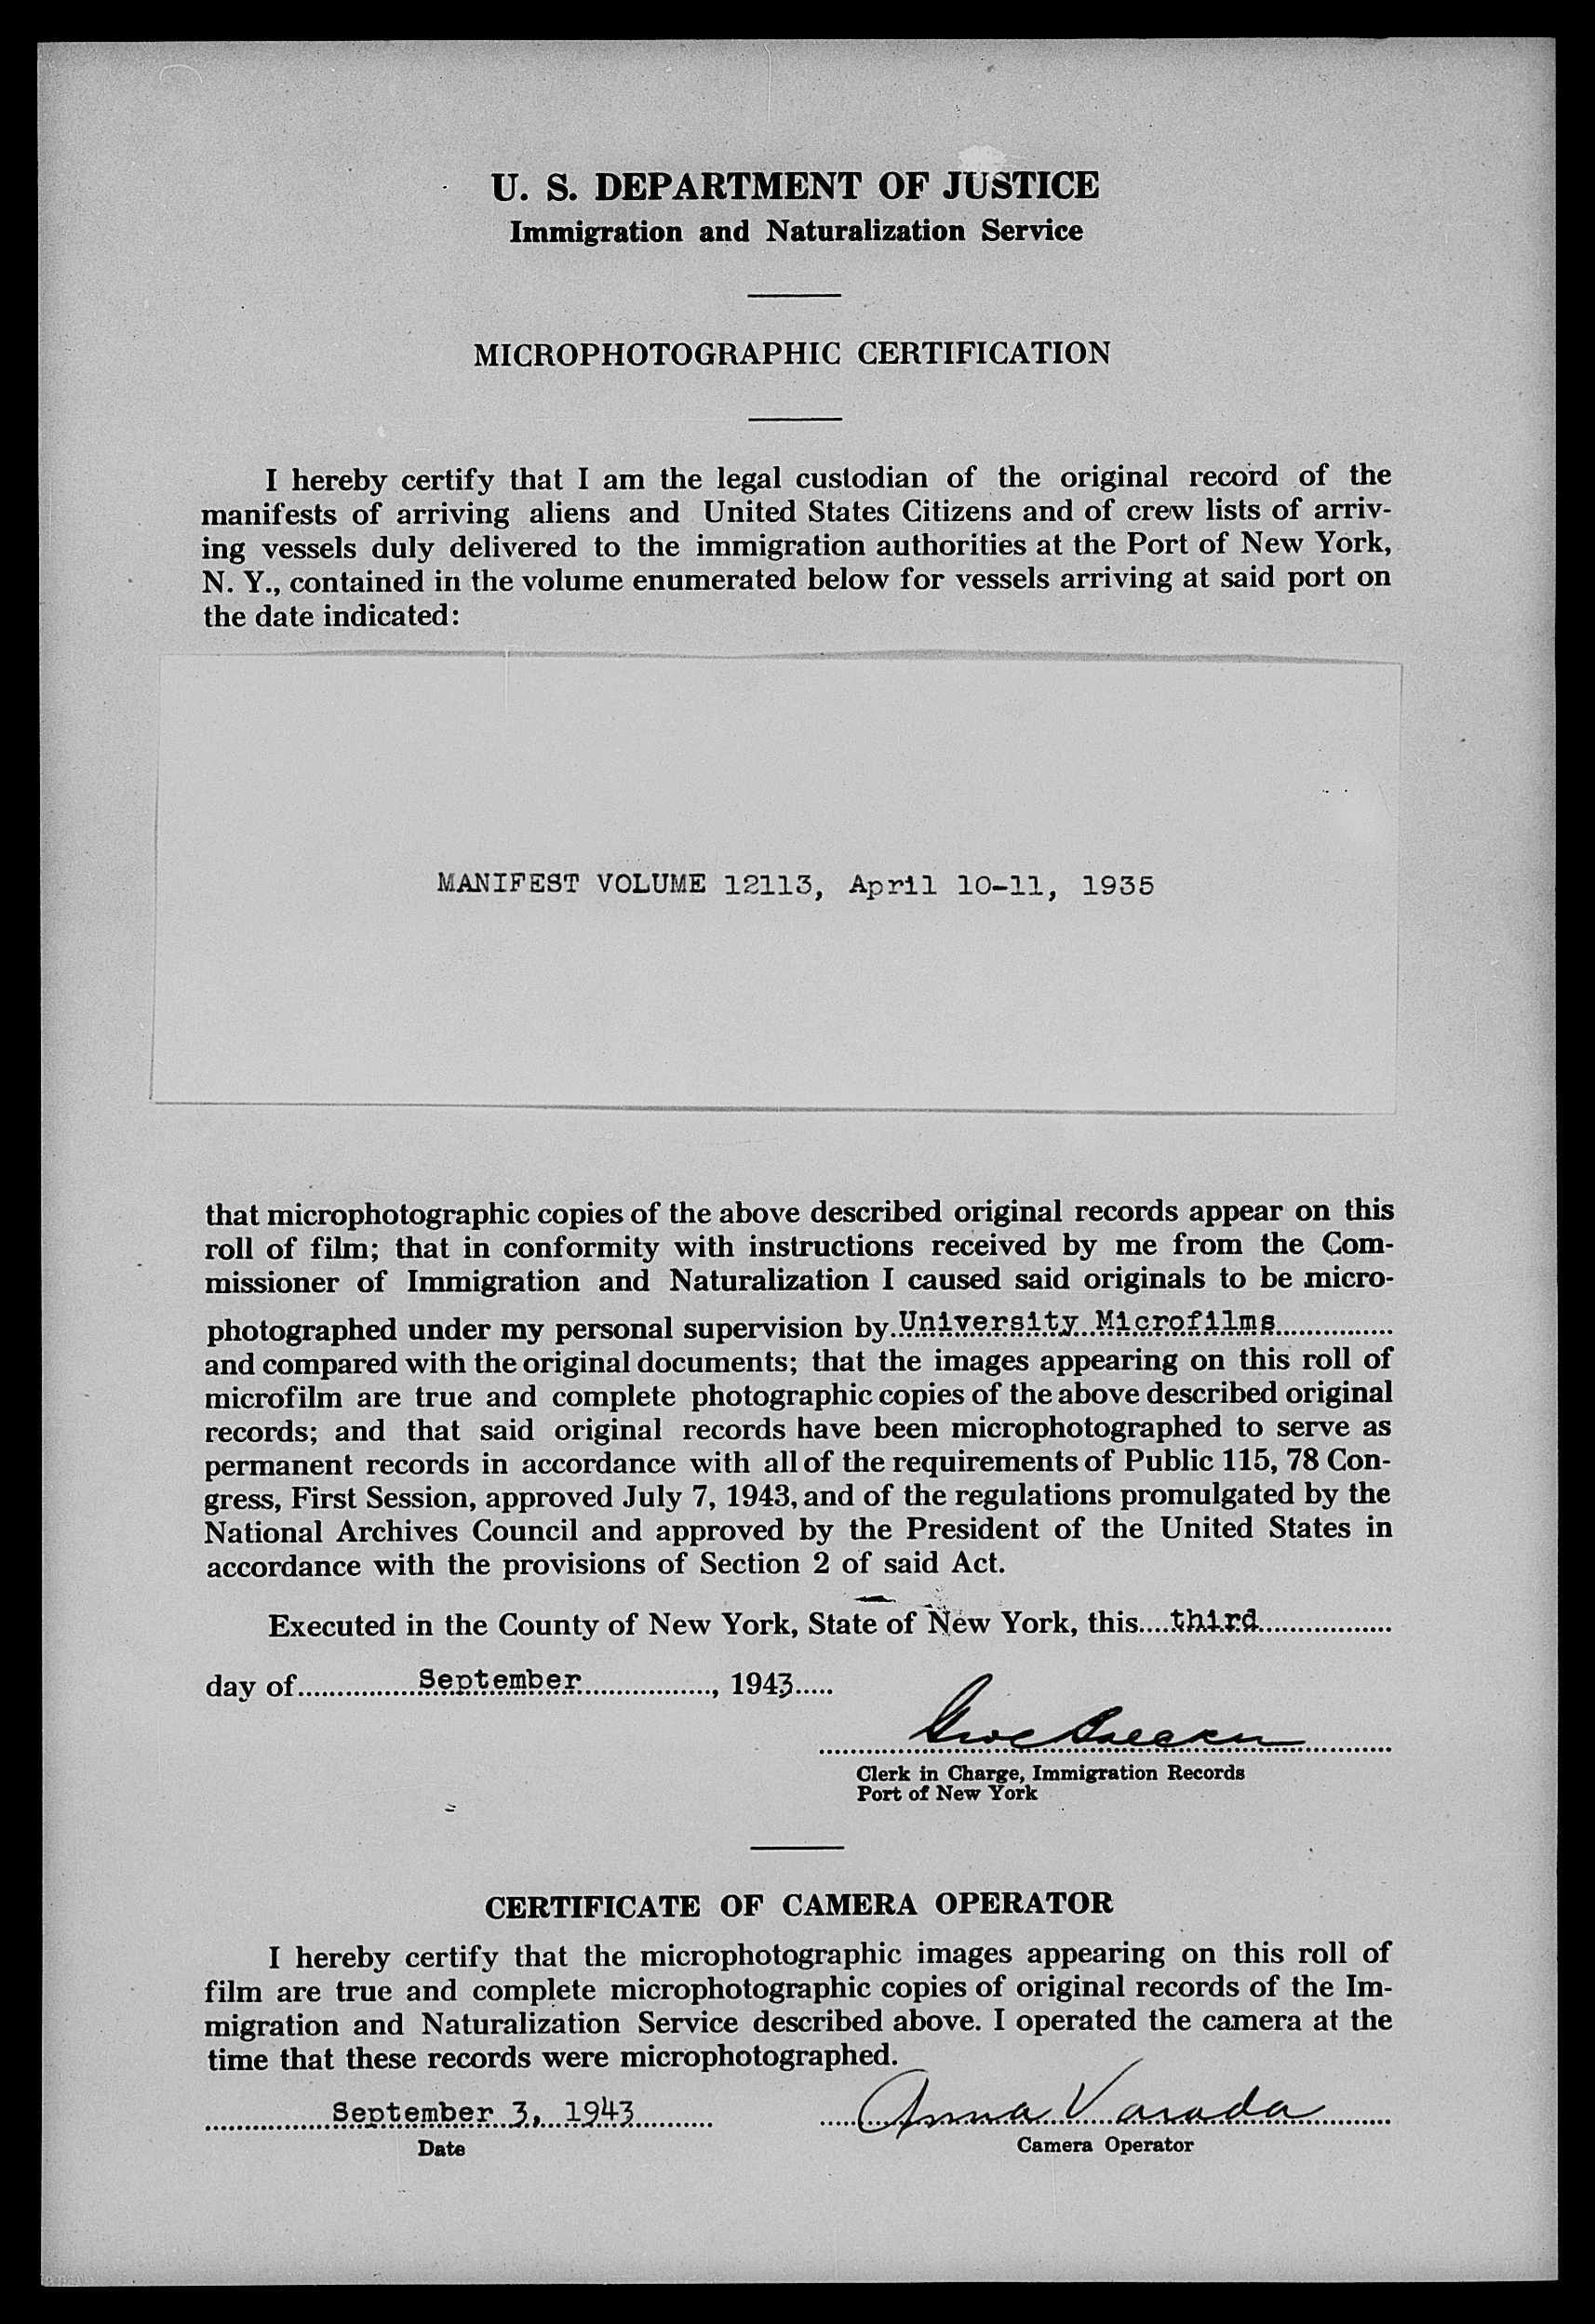 U. S. DEPARTMENT OF JUSTICE
Immigration and Naturalization Service
MICROPHOTOGRAPHIC CERTIFICATION
I hereby certify that I am the legal custodian of the original record of the
manifests of arriving aliens and United States Citizens and of crew lists of arriv-
ing vessels duly delivered to the immigration authorities at the Port of New York,
N. Y., contained in the volume enumerated below for vessels arriving at said port on
the date indicated:
MANIFEST VOLUME 12113, April 10-11, 1935
that microphotographic copies of the above described original records appear on this
roll of film; that in conformity with instructions received by me from the Com-
missioner of Immigration and Naturalization I caused said originals to be micro-
photographed under my personal supervision by University Microfilms
and compared with the original documents; that the images appearing on this roll of
microfilm are true and complete photographic copies of the above described original
records; and that said original records have been microphotographed to serve as
permanent records in accordance with all of the requirements of Public 115, 78 Con-
gress, First Session, approved July 7, 1943, and of the regulations promulgated by the
National Archives Council and approved by the President of the United States in
accordance with the provisions of Section 2 of said Act.
Executed in the County of New York, State of New York, this....third
day of September, 1943
Clerk in Charge, Immigration Records
Port of New York
CERTIFICATE OF CAMERA OPERATOR
I hereby certify that the microphotographic images appearing on this roll of
film are true and complete microphotographic copies of original records of the Im-
migration and Naturalization Service described above. I operated the camera at the
time that these records were microphotographed.
September 3, 1943 Anna Varada
Date Camera Operator